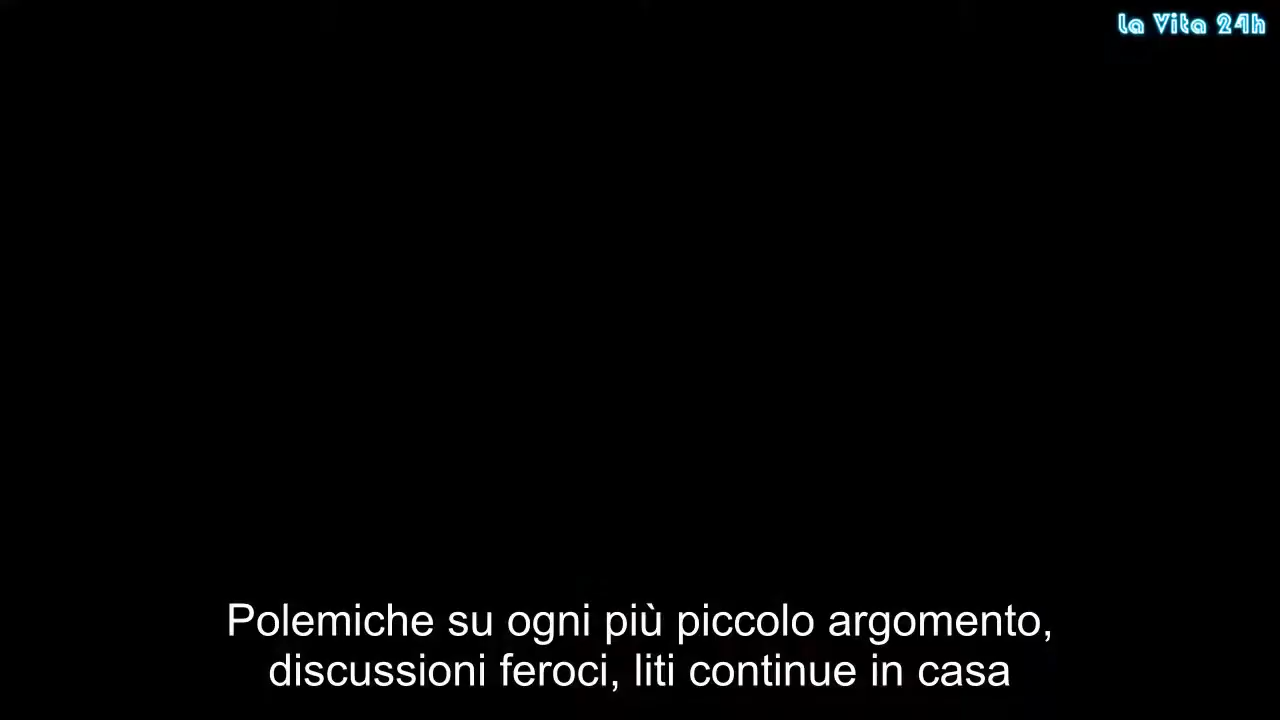 la Vita 24h
Polemiche su ogni più piccolo argomento,
discussioni feroci, liti continue in casa